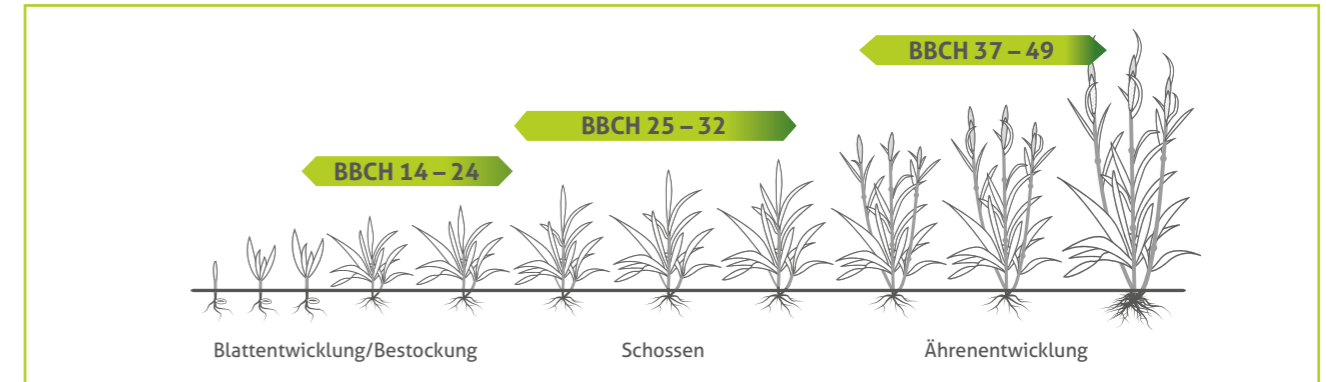 BBCH 37 – 49
BBCH 25 – 32
BBCH 14 – 24
Blattentwicklung/Bestockung
Schossen
Ährenentwicklung